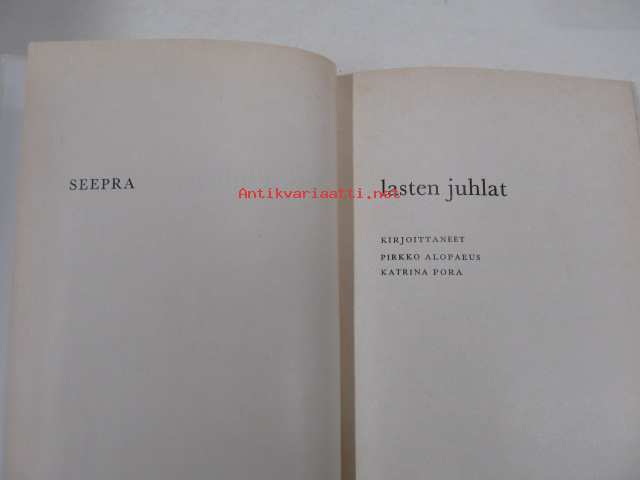 SEEPRA
Antikvariaatti.net
lasten juhlat
KIRJOITTANEET
PIRKKO ALOPAEUS
KATRINA PORA